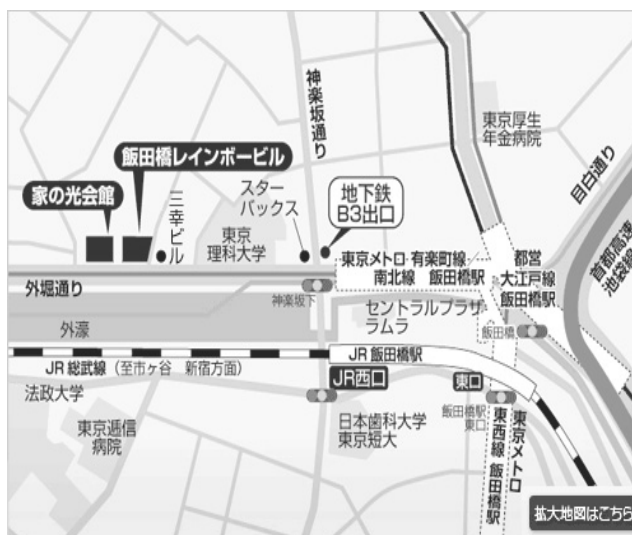 神楽坂通り
東京厚生
年金病院
目白通り
首都高速
池袋線
飯田橋レインボービル
家の光会館
三幸ビル
スター
バックス
地下鉄
B3出口
東京
理科大学
東京メトロ・有楽町線
南北線 飯田橋駅
都営
大江戸線
飯田橋駅
外堀通り
神楽坂下
セントラルプラザ
ラムラ
飯田橋
外濠
JR 飯田橋駅
JR 総武線（至市ヶ谷 新宿方面）
JR西口
東口
法政大学
飯田橋駅
東口
東京逓信
病院
日本歯科大学
東京短大
東京メトロ
東西線 飯田橋駅
拡大地図はこちら